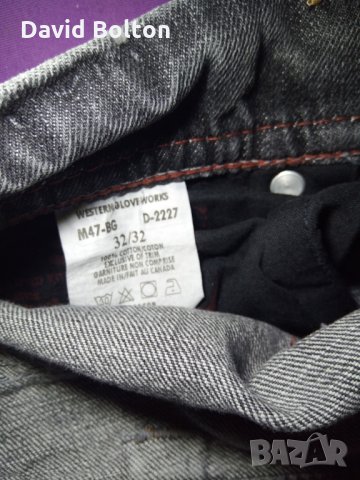 David Bolton
WESTERN GLOVE WORKS
M47-BG D-2227
32/32
100% COTTON/COTON
EXCLUSIVE OF TRIM
GARNITURE NON COMPRISE
MADE IN/FAIT AU CANADA
BAZAR